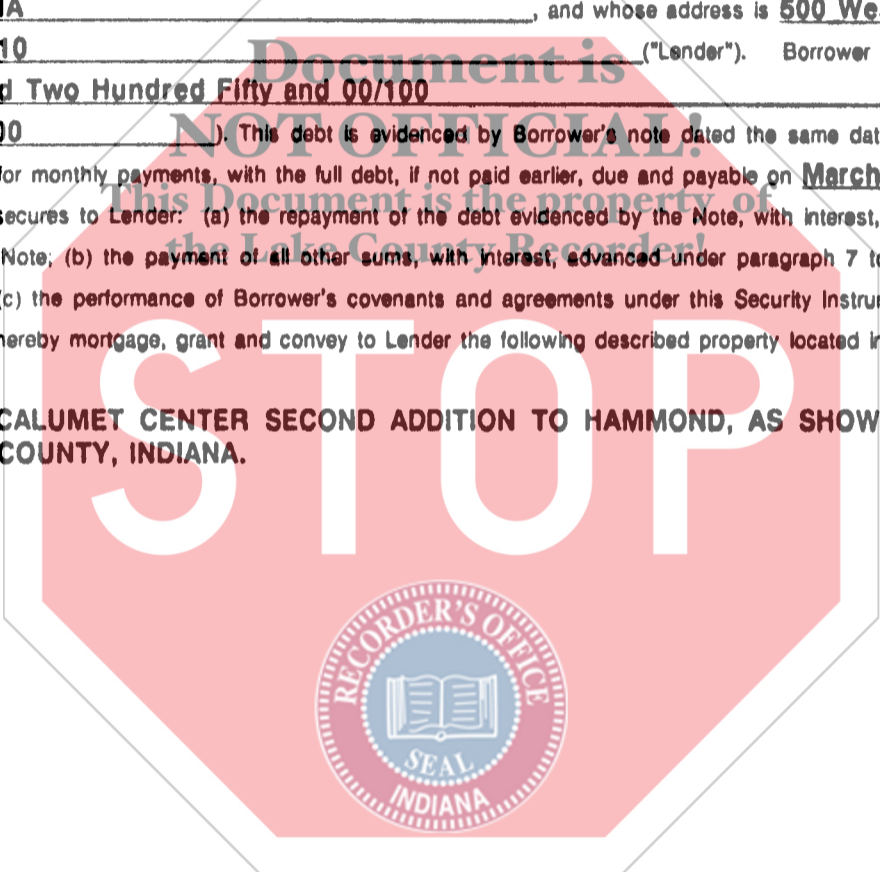 IA, and whose address is 500 We
10 ("Lender"). Borrower
Document is
d Two Hundred Fifty and 00/100
NOT OFFICIAL!
00 ). This debt is evidenced by Borrower's note dated the same dat
for monthly payments, with the full debt, if not paid earlier, due and payable on March
This Document is the property of
secures to Lender: (a) the repayment of the debt evidenced by the Note, with interest,
the Lake County Recorder!
Note; (b) the payment of all other sums, with interest, advanced under paragraph 7 to
(c) the performance of Borrower's covenants and agreements under this Security Instru
hereby mortgage, grant and convey to Lender the following described property located in
STOP
CALUMET CENTER SECOND ADDITION TO HAMMOND, AS SHOW
COUNTY, INDIANA.
RECORDER'S OFFICE
SEAL
INDIANA